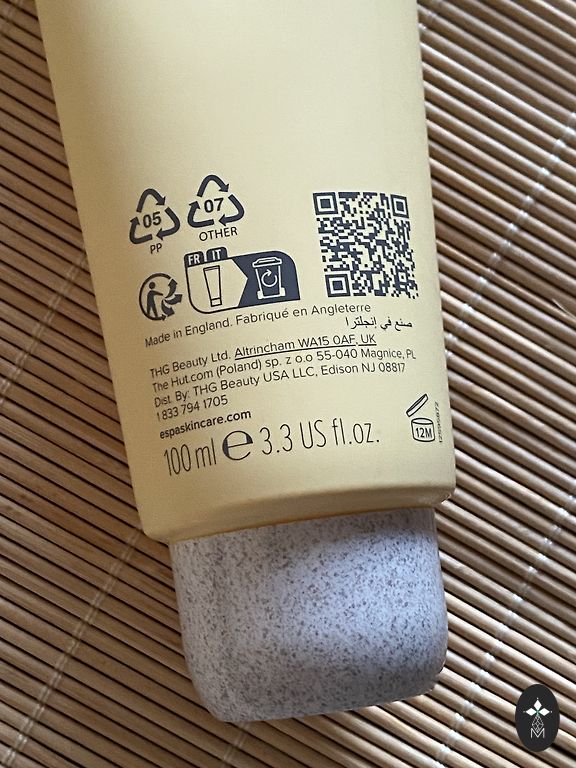 05
PP
07
OTHER
FR IT
Made in England. Fabriqué en Angleterre
صنع في إنجلترا
THG Beauty Ltd. Altrincham WA15 0AF, UK
The Hut.com (Poland) sp. z o.o 55-040 Magnice, PL
Dist. By: THG Beauty USA LLC, Edison NJ 08817
1 833 794 1705
espaskincare.com
100 ml e 3.3 US fl.oz.
12M
M